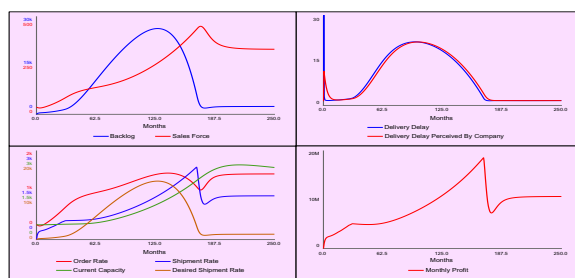 30k
500
15k
250
0
0
0.0 62.5 125.0 187.5 250.0
Months
Backlog Sales Force
30
15
0
0.0 62.5 125.0 187.5 250.0
Months
Delivery Delay
Delivery Delay Perceived By Company
2k
3k
3k
20k
1k
1.5k
1.5k
10k
0
0
0
0
0.0 62.5 125.0 187.5 250.0
Months
Order Rate Shipment Rate
Current Capacity Desired Shipment Rate
20M
10M
0
0.0 62.5 125.0 187.5 250.0
Months
Monthly Profit